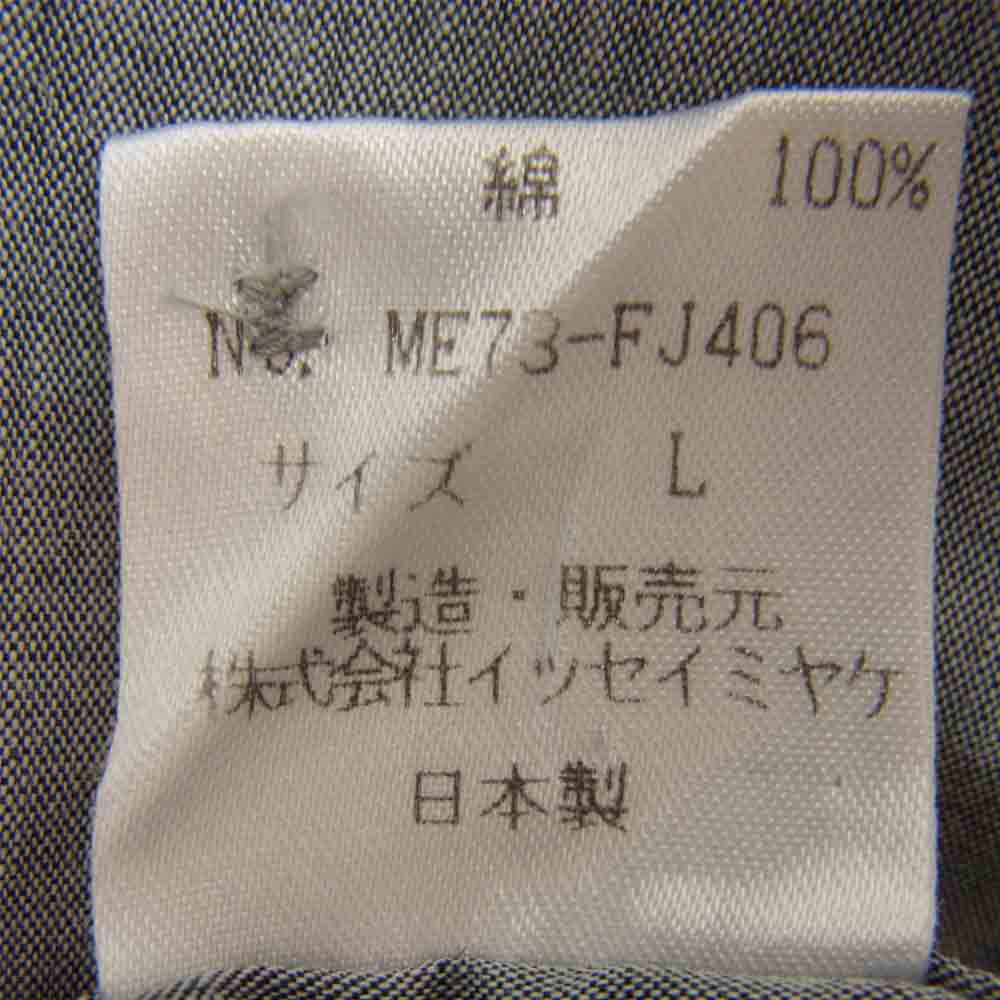 綿 100%
No. ME73-FJ406
サイズ L
製造・販売元
株式会社イッセイミヤケ
日本製